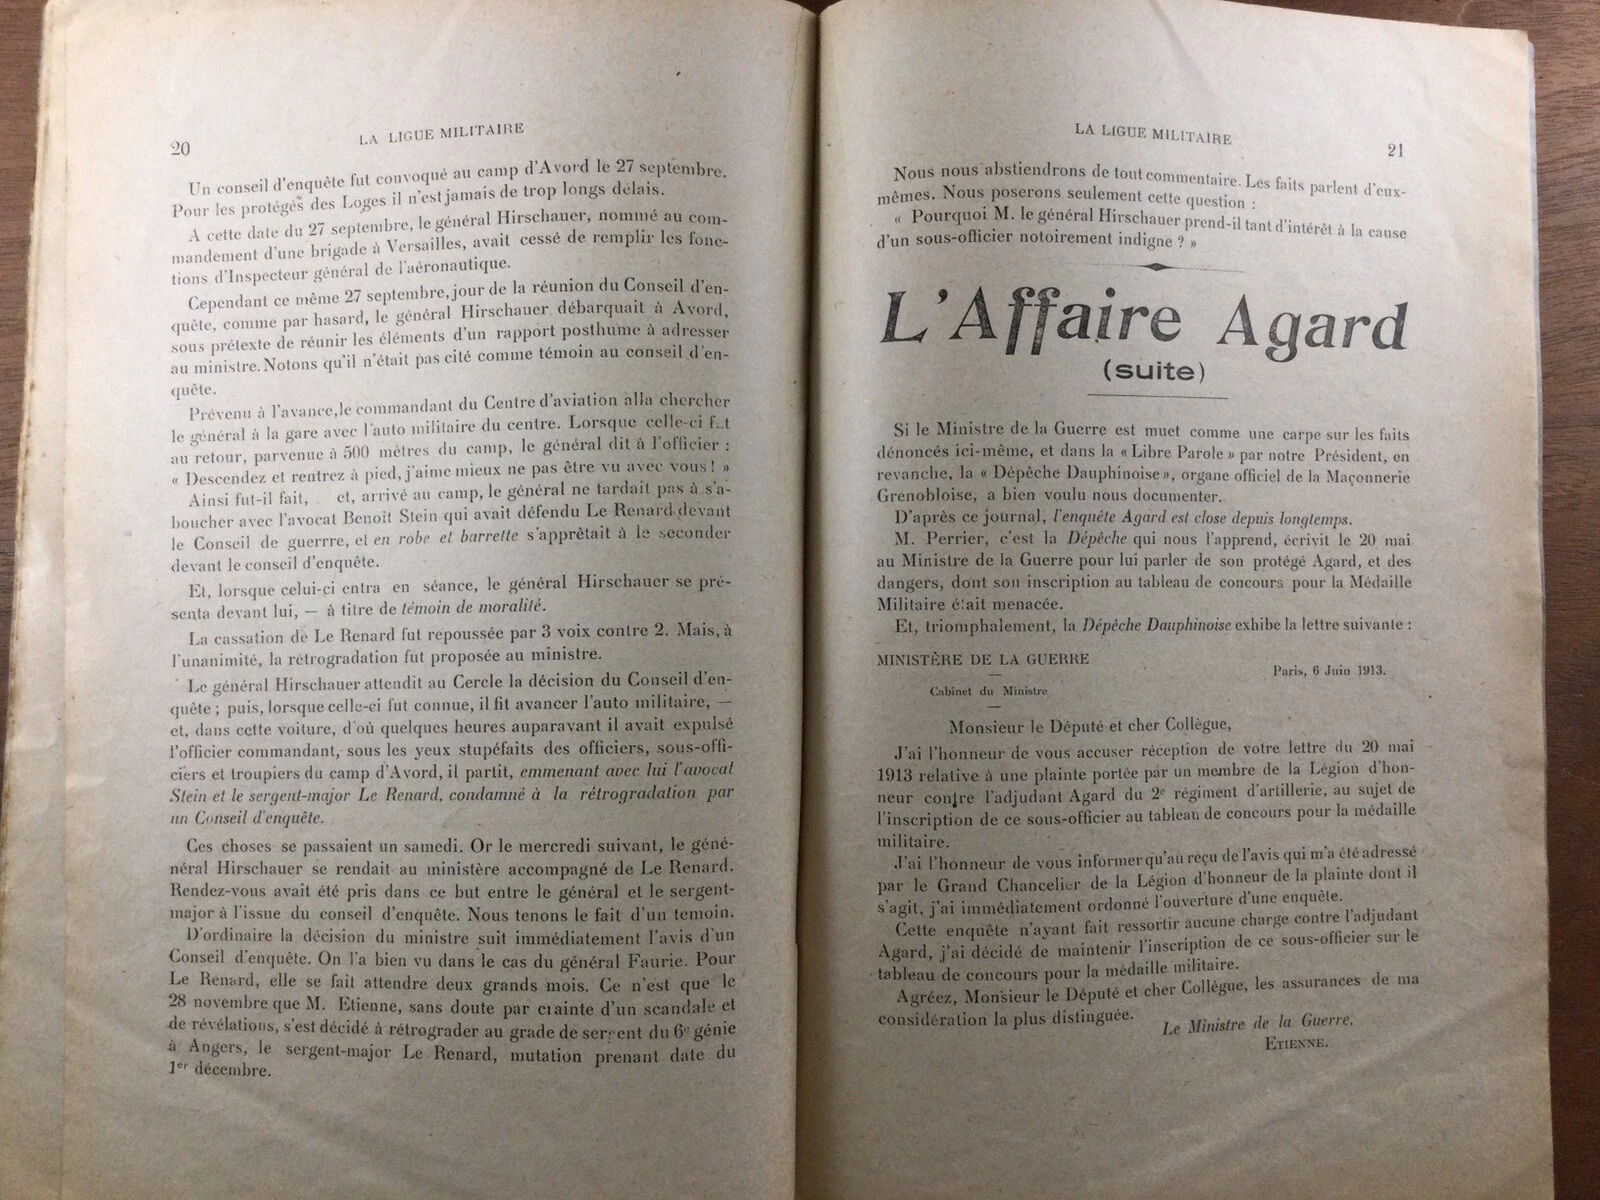 20
LA LIGUE MILITAIRE
Un conseil d'enquête fut convoqué au camp d'Avord le 27 septembre.
Pour les protégés des Loges il n'est jamais de trop longs délais.
A cette date du 27 septembre, le général Hirschauer, nommé au com-
mandement d'une brigade à Versailles, avait cessé de remplir les fonc-
tions d'Inspecteur général de l'aéronautique.
Cependant ce même 27 septembre, jour de la réunion du Conseil d'en-
quête, comme par hasard, le général Hirschauer débarquait à Avord,
sous prétexte de réunir les éléments d'un rapport posthume à adresser
au ministre. Notons qu'il n'était pas cité comme témoin au conseil d'en-
quête.
Prévenu à l'avance, le commandant du Centre d'aviation alla chercher
le général à la gare avec l'auto militaire du centre. Lorsque celle-ci f..t
au retour, parvenue à 500 mètres du camp, le général dit à l'officier :
« Descendez et rentrez à pied, j'aime mieux ne pas être vu avec vous ! »
Ainsi fut-il fait, et, arrivé au camp, le général ne tardait pas à s'a-
boucher avec l'avocat Benoît Stein qui avait défendu Le Renard devant
le Conseil de guerrre, et en robe et barrette s'apprêtait à le seconder
devant le conseil d'enquête.
Et, lorsque celui-ci entra en séance, le général Hirschauer se pré-
senta devant lui, — à titre de témoin de moralité.
La cassation de Le Renard fut repoussée par 3 voix contre 2. Mais, à
l'unanimité, la rétrogradation fut proposée au ministre.
Le général Hirschauer attendit au Cercle la décision du Conseil d'en-
quête ; puis, lorsque celle-ci fut connue, il fit avancer l'auto militaire, —
et, dans cette voiture, d'où quelques heures auparavant il avait expulsé
l'officier commandant, sous les yeux stupéfaits des officiers, sous-offi-
ciers et troupiers du camp d'Avord, il partit, emmenant avec lui l'avocat
Stein et le sergent-major Le Renard, condamné à la rétrogradation par
un Conseil d'enquête.
Ces choses se passaient un samedi. Or le mercredi suivant, le géné-
néral Hirschauer se rendait au ministère accompagné de Le Renard.
Rendez-vous avait été pris dans ce but entre le général et le sergent-
major à l'issue du conseil d'enquête. Nous tenons le fait d'un temoin.
D'ordinaire la décision du ministre suit immédiatement l'avis d'un
Conseil d'enquête. On l'a bien vu dans le cas du général Faurie. Pour
Le Renard, elle se fait attendre deux grands mois. Ce n'est que le
28 novembre que M. Etienne, sans doute par crainte d'un scandale et
de révélations, s'est décidé à rétrograder au grade de sergent du 6e génie
à Angers, le sergent-major Le Renard, mutation prenant date du
1er décembre.
LA LIGUE MILITAIRE
21
Nous nous abstiendrons de tout commentaire. Les faits parlent d'eux-
mêmes. Nous poserons seulement cette question :
« Pourquoi M. le général Hirschauer prend-il tant d'intérêt à la cause
d'un sous-officier notoirement indigne ? »
L'Affaire Agard
(suite)
Si le Ministre de la Guerre est muet comme une carpe sur les faits
dénoncés ici-même, et dans la « Libre Parole » par notre Président, en
revanche, la « Dépêche Dauphinoise », organe officiel de la Maçonnerie
Grenobloise, a bien voulu nous documenter.
D'après ce journal, l'enquête Agard est close depuis longtemps.
M. Perrier, c'est la Dépêche qui nous l'apprend, écrivit le 20 mai
au Ministre de la Guerre pour lui parler de son protégé Agard, et des
dangers, dont son inscription au tableau de concours pour la Médaille
Militaire était menacée.
Et, triomphalement, la Dépêche Dauphinoise exhibe la lettre suivante :
MINISTÈRE DE LA GUERRE
Paris, 6 Juin 1913.
Cabinet du Ministre
Monsieur le Député et cher Collègue,
J'ai l'honneur de vous accuser réception de votre lettre du 20 mai
1913 relative à une plainte portée par un membre de la Légion d'hon-
neur contre l'adjudant Agard du 2e régiment d'artillerie, au sujet de
l'inscription de ce sous-officier au tableau de concours pour la médaille
militaire.
J'ai l'honneur de vous informer qu'au reçu de l'avis qui m'a été adressé
par le Grand Chancelier de la Légion d'honneur de la plainte dont il
s'agit, j'ai immédiatement ordonné l'ouverture d'une enquête.
Cette enquête n'ayant fait ressortir aucune charge contre l'adjudant
Agard, j'ai décidé de maintenir l'inscription de ce sous-officier sur le
tableau de concours pour la médaille militaire.
Agréez, Monsieur le Député et cher Collègue, les assurances de ma
considération la plus distinguée.
Le Ministre de la Guerre,
ETIENNE.